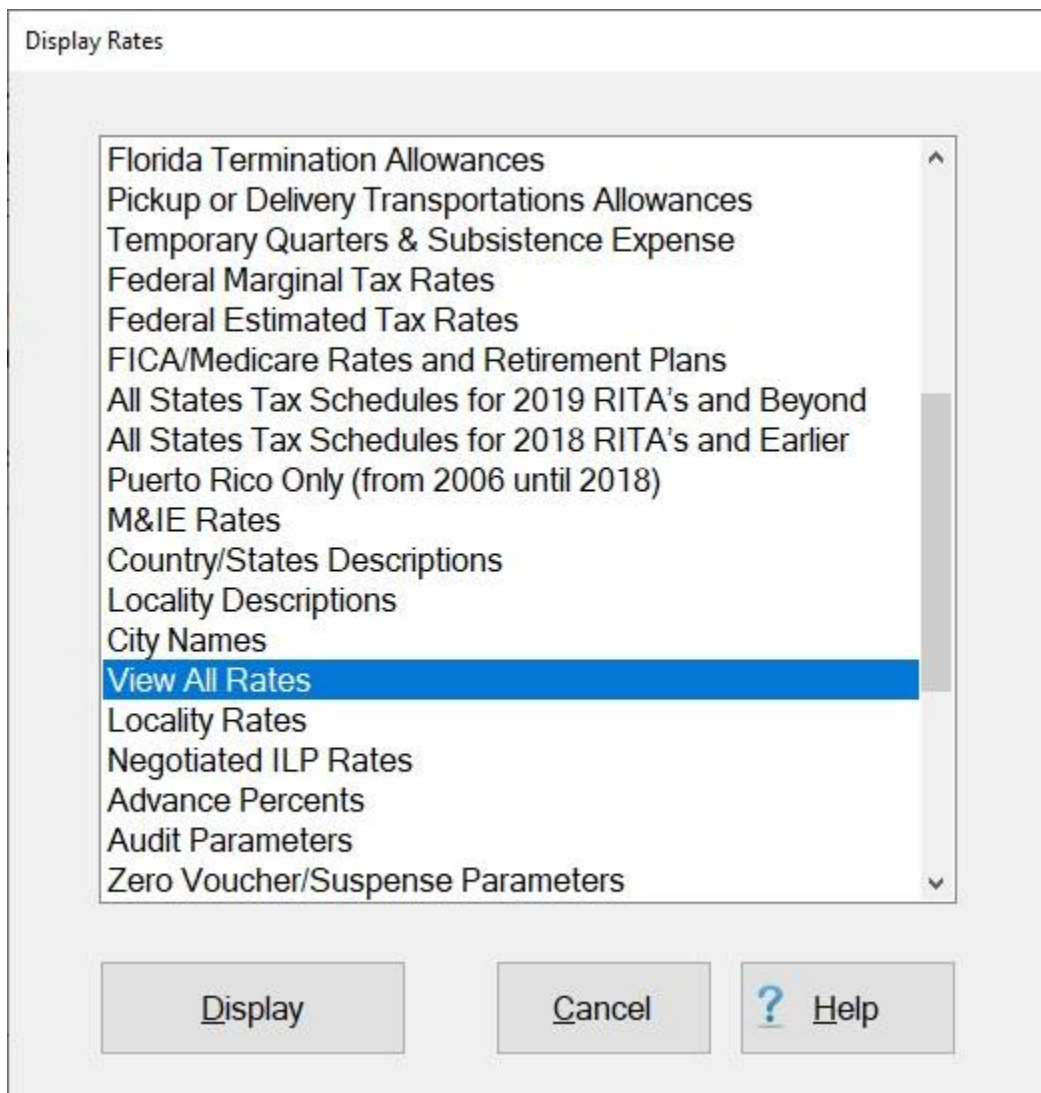 Display Rates
Florida Termination Allowances
Pickup or Delivery Transportations Allowances
Temporary Quarters & Subsistence Expense
Federal Marginal Tax Rates
Federal Estimated Tax Rates
FICA/Medicare Rates and Retirement Plans
All States Tax Schedules for 2019 RITA's and Beyond
All States Tax Schedules for 2018 RITA's and Earlier
Puerto Rico Only (from 2006 until 2018)
M&IE Rates
Country/States Descriptions
Locality Descriptions
City Names
View All Rates
Locality Rates
Negotiated ILP Rates
Advance Percents
Audit Parameters
Zero Voucher/Suspense Parameters
Display Cancel ? Help